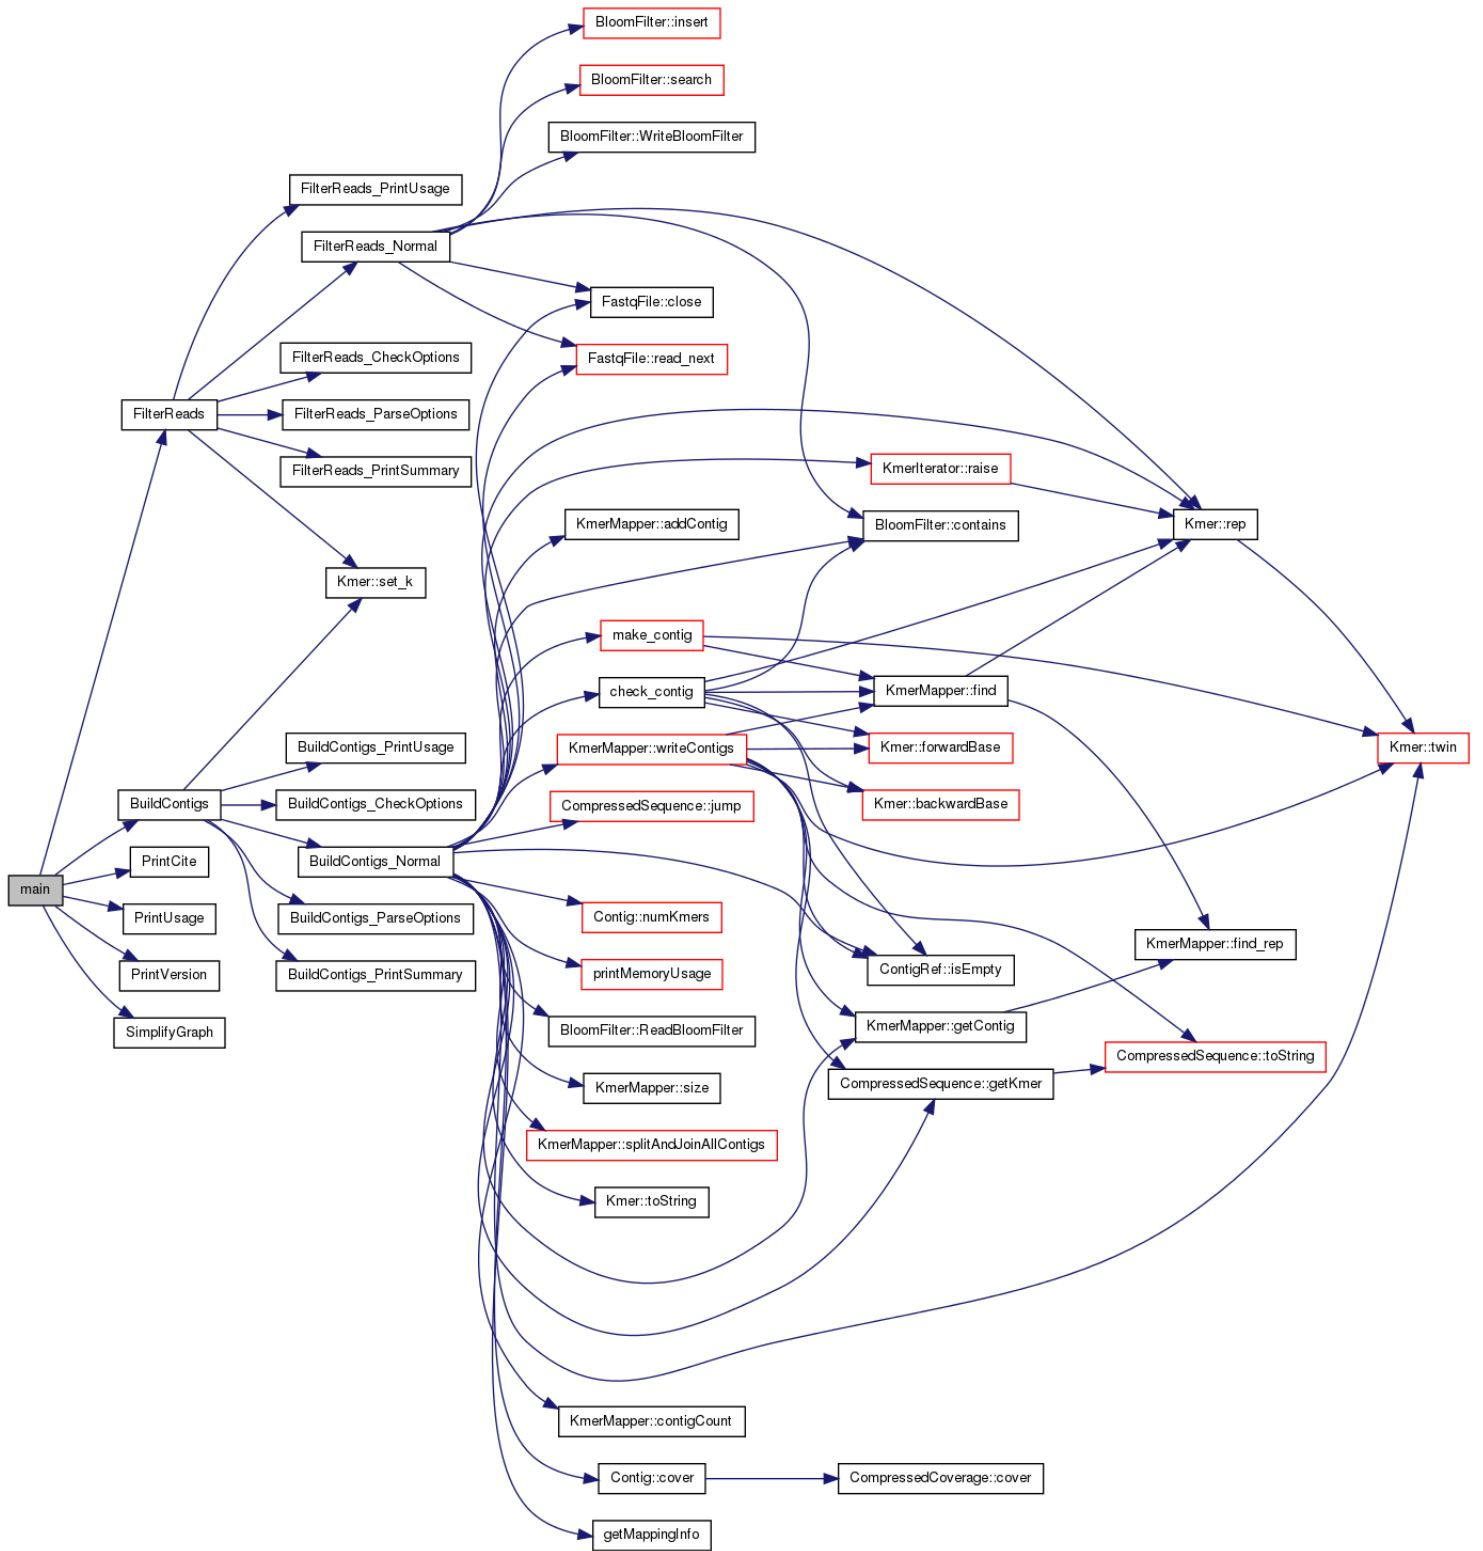 BloomFilter::insert
BloomFilter::search
BloomFilter::WriteBloomFilter
FilterReads_PrintUsage
FilterReads_Normal
FastqFile::close
FilterReads_CheckOptions
FastqFile::read_next
FilterReads
FilterReads_ParseOptions
FilterReads_PrintSummary
KmerIterator::raise
KmerMapper::addContig
BloomFilter::contains
Kmer::rep
Kmer::set_k
make_contig
check_contig
KmerMapper::find
BuildContigs_PrintUsage
KmerMapper::writeContigs
Kmer::forwardBase
Kmer::twin
BuildContigs
BuildContigs_CheckOptions
CompressedSequence::jump
Kmer::backwardBase
PrintCite
BuildContigs_Normal
main
PrintUsage
BuildContigs_ParseOptions
Contig::numKmers
KmerMapper::find_rep
PrintVersion
BuildContigs_PrintSummary
printMemoryUsage
ContigRef::isEmpty
SimplifyGraph
BloomFilter::ReadBloomFilter
KmerMapper::getContig
CompressedSequence::toString
KmerMapper::size
CompressedSequence::getKmer
KmerMapper::splitAndJoinAllContigs
Kmer::toString
KmerMapper::contigCount
Contig::cover
CompressedCoverage::cover
getMappingInfo